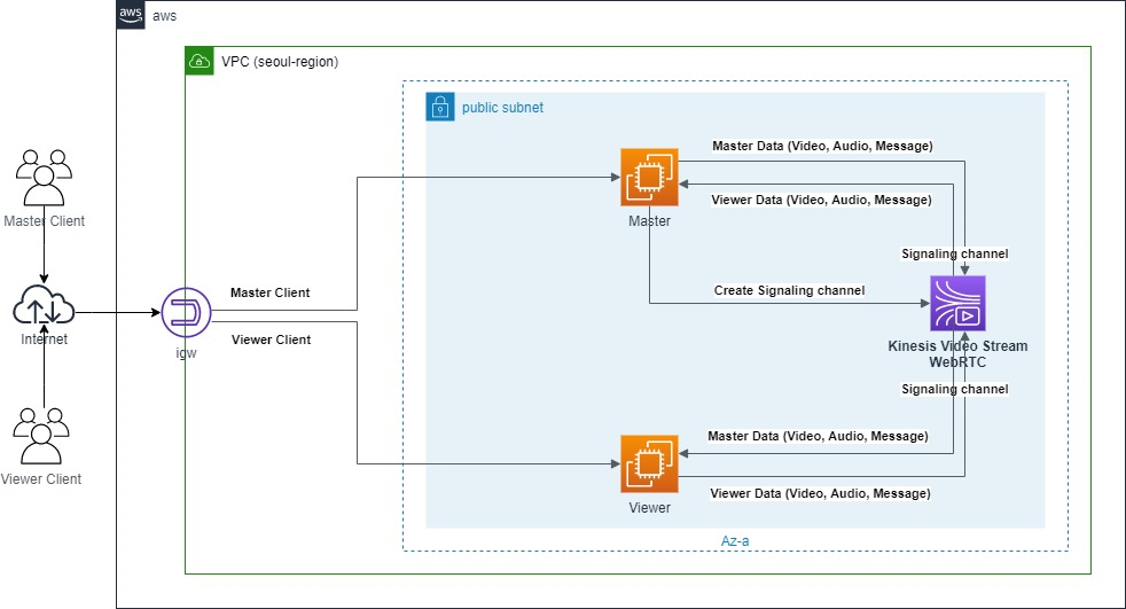 aws
aws
VPC (seoul-region)
public subnet
Master Data (Video, Audio, Message)
Master Client
Master
Viewer Data (Video, Audio, Message)
Signaling channel
Master Client
Create Signaling channel
Internet
Viewer Client
igw
Kinesis Video Stream
WebRTC
Signaling channel
Master Data (Video, Audio, Message)
Viewer Client
Viewer Data (Video, Audio, Message)
Viewer
Az-a